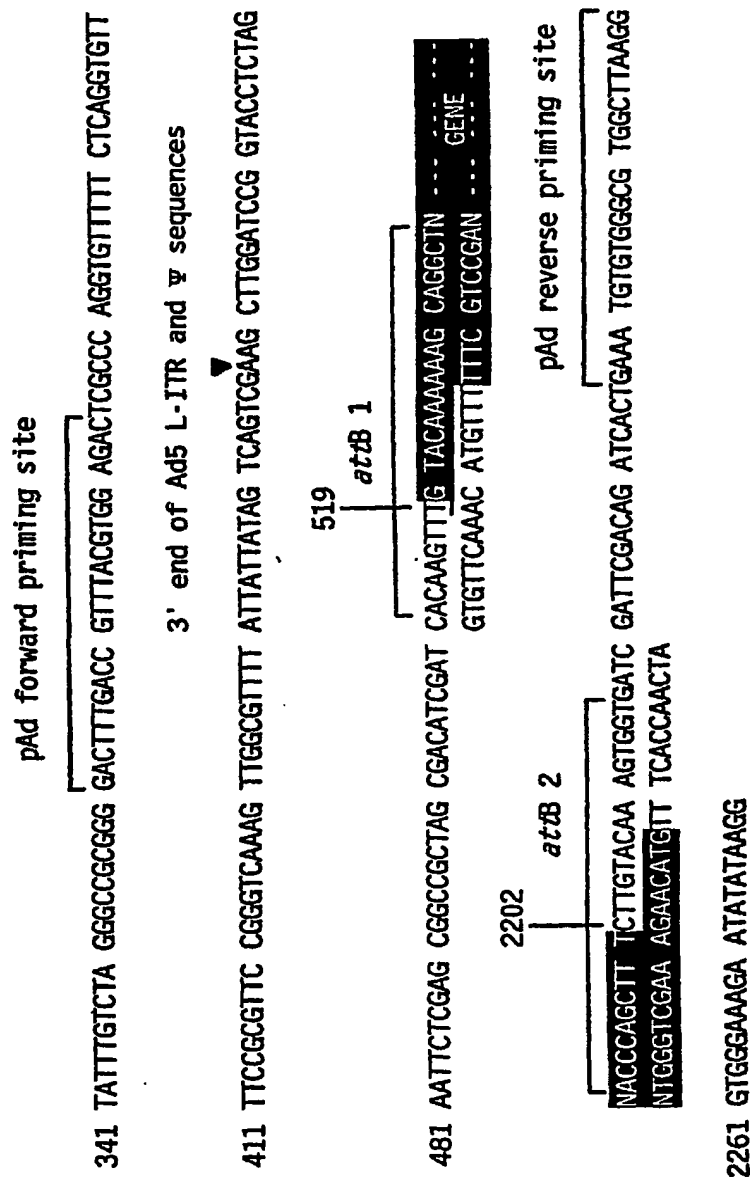 pAd forward priming site
341 TATTTGTCTA GGGCCGCGGG GACTTTGACC GTTTACGTGG AGACTCGCCC AGGTGTTTTT CTCAGGTGTT
3' end of Ad5 L-ITR and Ψ sequences
411 TTCCGCGTTC CGGGTCAAAG TTGGCGTTTT ATTATTATAG TCAGTCGAAG CTTGGATCCG GTACCTCTAG
519
attB 1
481 AATTCTCGAG CGGCCGCTAG CGACATCGAT CACAAGTTTG TACAAAAAAG CAGGCTN ---- ----
GENE
GTGTTCAAAC ATGTTTTTTC GTCCGAN ---- ----
2202
attB 2
pAd reverse priming site
NACCCAGCTT TCTTGTACAA AGTGGTGATC GATTCGACAG ATCACTGAAA TGTGTGGGCG TGGCTTAAGG
NTGGGTCGAA AGAACATGTT TCACCAACTA
2261 GTGGGAAAGA ATATATAAGG